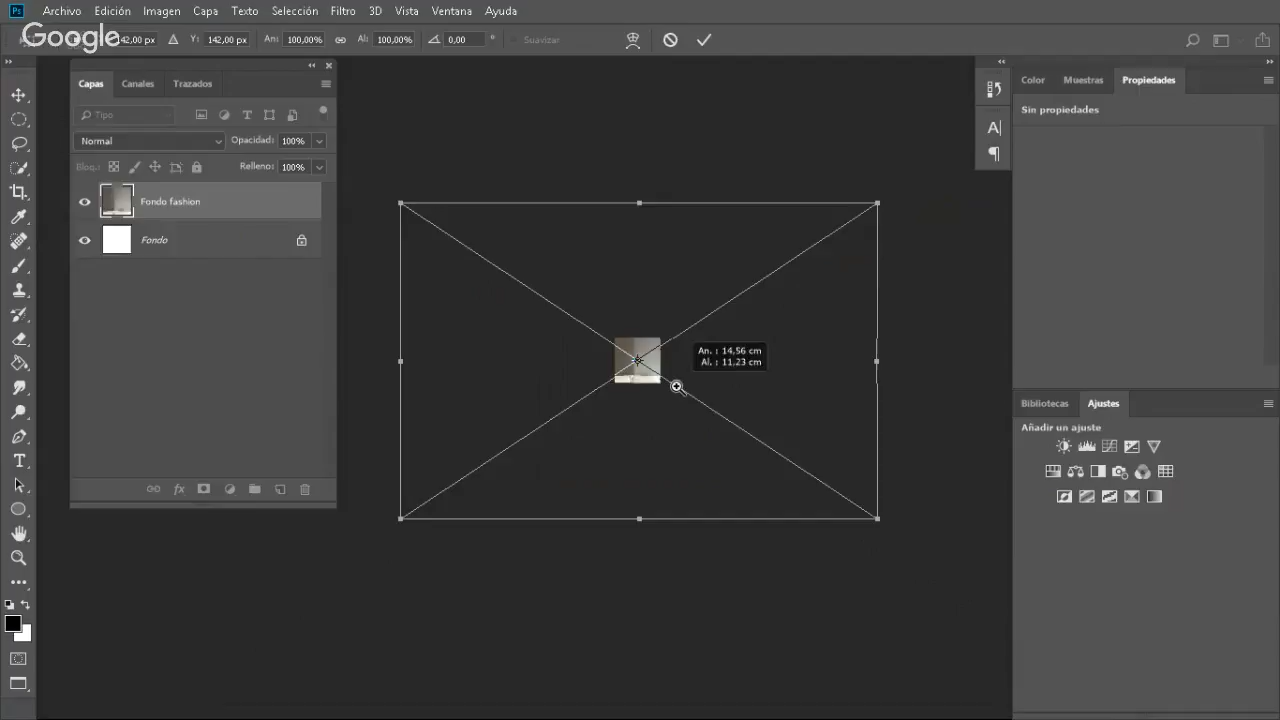 Ps Archivo Edición Imagen Capa Texto Selección Filtro 3D Vista Ventana Ayuda
Google
42,00 px Y: 142,00 px An: 100,00% Al: 100,00% 0,00 ° Suavizar
Capas Canales Trazados
Color Muestras Propiedades
Sin propiedades
Tipo
Normal Opacidad: 100%
Bloq.: Relleno: 100%
Fondo fashion
Fondo
An. : 14,56 cm
Al. : 11,23 cm
Bibliotecas Ajustes
Añadir un ajuste